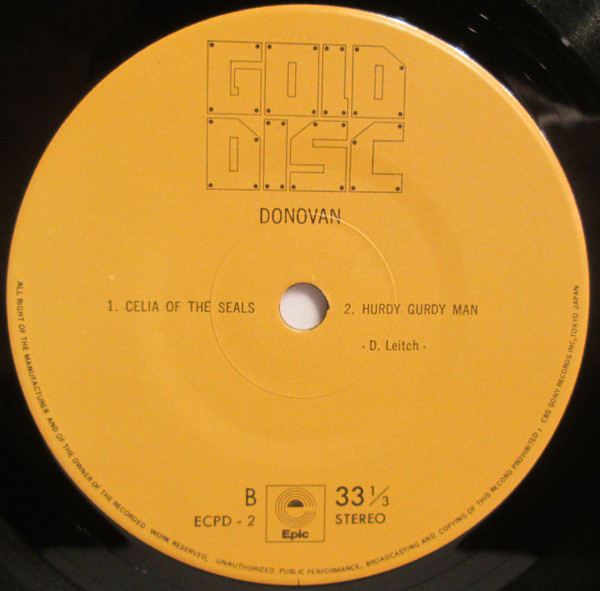 GOLD
DISC
DONOVAN
1. CELIA OF THE SEALS
2. HURDY GURDY MAN
- D. Leitch -
B
ECPD - 2
Epic
33 1/3
STEREO
ALL RIGHT OF THE MANUFACTURER AND OF THE OWNER OF THE RECORDED WORK RESERVED, UNAUTHORIZED PUBLIC PERFORMANCE, BROADCASTING AND COPYING OF THIS RECORD PROHIBITED, CBS SONY RECORDS INC, TOKYO JAPAN